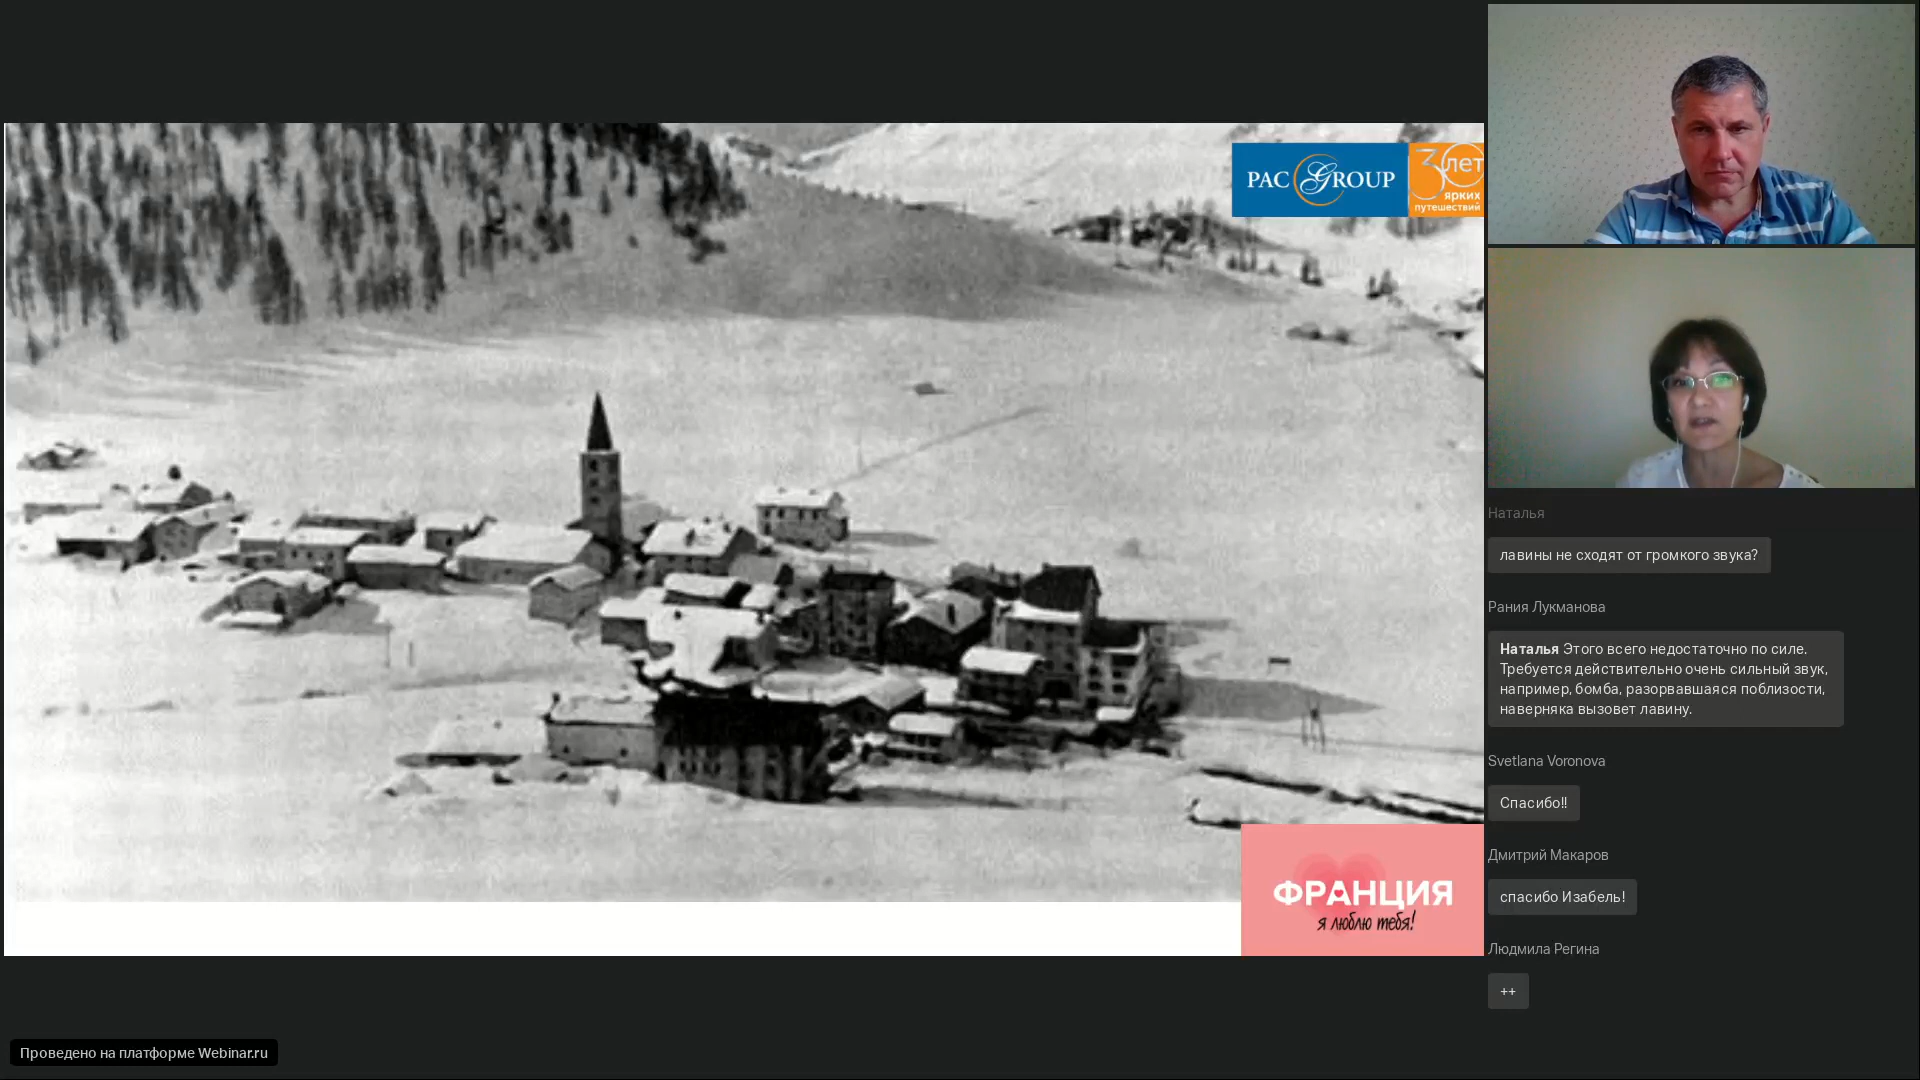 PAC GROUP
30 лет
ярких
путешествий
ФРАНЦИЯ
я люблю тебя!
Наталья
лавины не сходят от громкого звука?
Рания Лукманова
Наталья Этого всего недостаточно по силе.
Требуется действительно очень сильный звук,
например, бомба, разорвавшаяся поблизости,
наверняка вызовет лавину.
Svetlana Voronova
Спасибо!!
Дмитрий Макаров
спасибо Изабель!
Людмила Регина
++
Проведено на платформе Webinar.ru